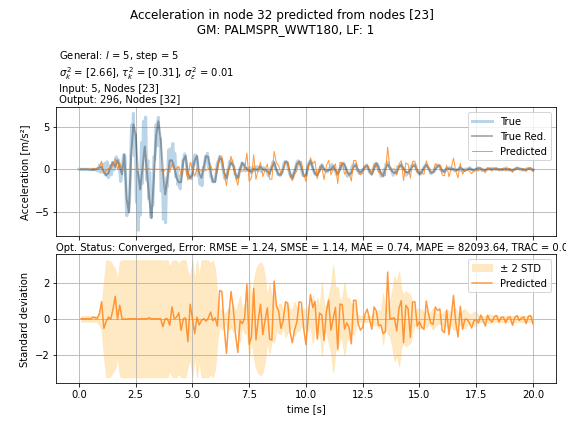 Acceleration in node 32 predicted from nodes [23]
GM: PALMSPR_WWT180, LF: 1
General: l = 5, step = 5
σ²ₖ = [2.66], τ²ₖ = [0.31], σ²ε = 0.01
Input: 5, Nodes [23]
Output: 296, Nodes [32]
Acceleration [m/s²]
5
0
−5
True
True Red.
Predicted
Opt. Status: Converged, Error: RMSE = 1.24, SMSE = 1.14, MAE = 0.74, MAPE = 82093.64, TRAC = 0.0
Standard deviation
2
0
−2
± 2 STD
Predicted
0.0 2.5 5.0 7.5 10.0 12.5 15.0 17.5 20.0
time [s]